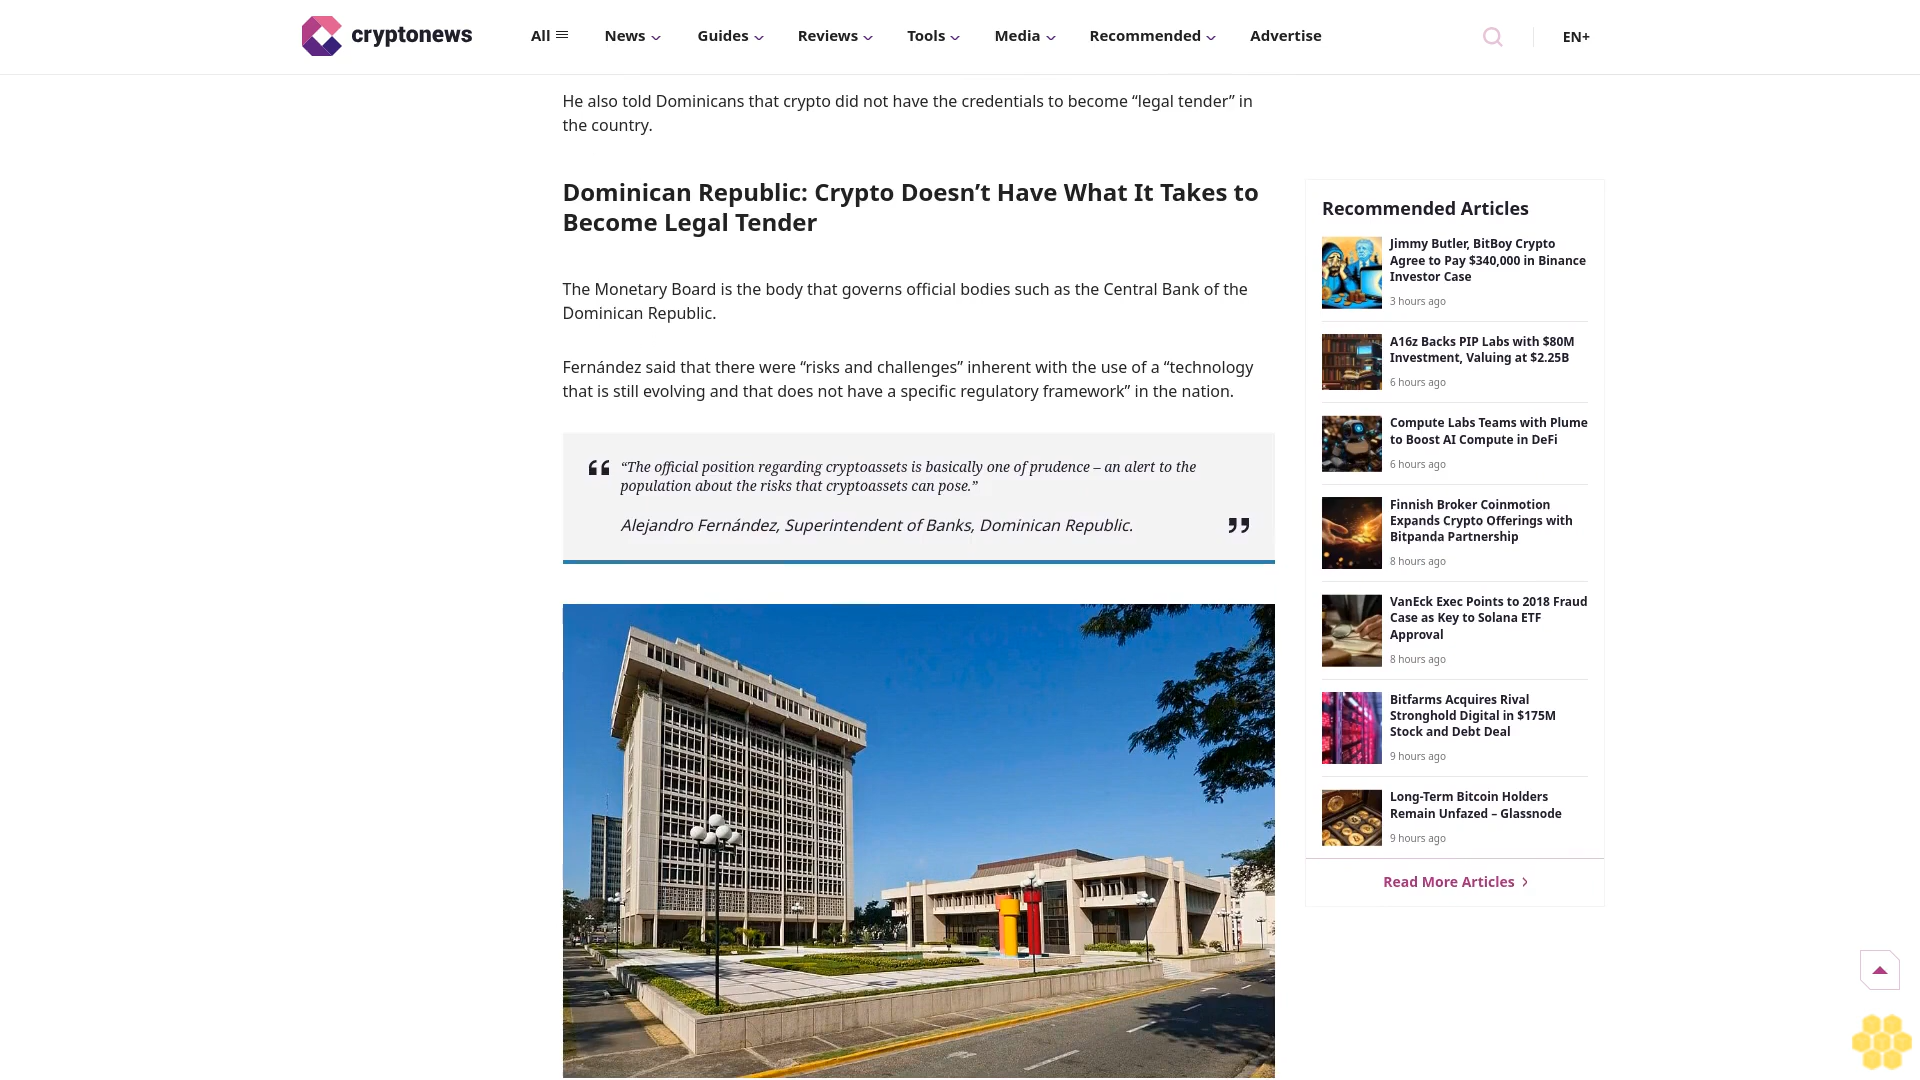 cryptonews
All
News
Guides
Reviews
Tools
Media
Recommended
Advertise
EN+
He also told Dominicans that crypto did not have the credentials to become “legal tender” in
the country.
Dominican Republic: Crypto Doesn’t Have What It Takes to
Become Legal Tender
The Monetary Board is the body that governs official bodies such as the Central Bank of the
Dominican Republic.
Fernández said that there were “risks and challenges” inherent with the use of a “technology
that is still evolving and that does not have a specific regulatory framework” in the nation.
“The official position regarding cryptoassets is basically one of prudence – an alert to the
population about the risks that cryptoassets can pose.”
Alejandro Fernández, Superintendent of Banks, Dominican Republic.
Recommended Articles
Jimmy Butler, BitBoy Crypto
Agree to Pay $340,000 in Binance
Investor Case
3 hours ago
A16z Backs PIP Labs with $80M
Investment, Valuing at $2.25B
6 hours ago
Compute Labs Teams with Plume
to Boost AI Compute in DeFi
6 hours ago
Finnish Broker Coinmotion
Expands Crypto Offerings with
Bitpanda Partnership
8 hours ago
VanEck Exec Points to 2018 Fraud
Case as Key to Solana ETF
Approval
8 hours ago
Bitfarms Acquires Rival
Stronghold Digital in $175M
Stock and Debt Deal
9 hours ago
Long-Term Bitcoin Holders
Remain Unfazed – Glassnode
9 hours ago
Read More Articles